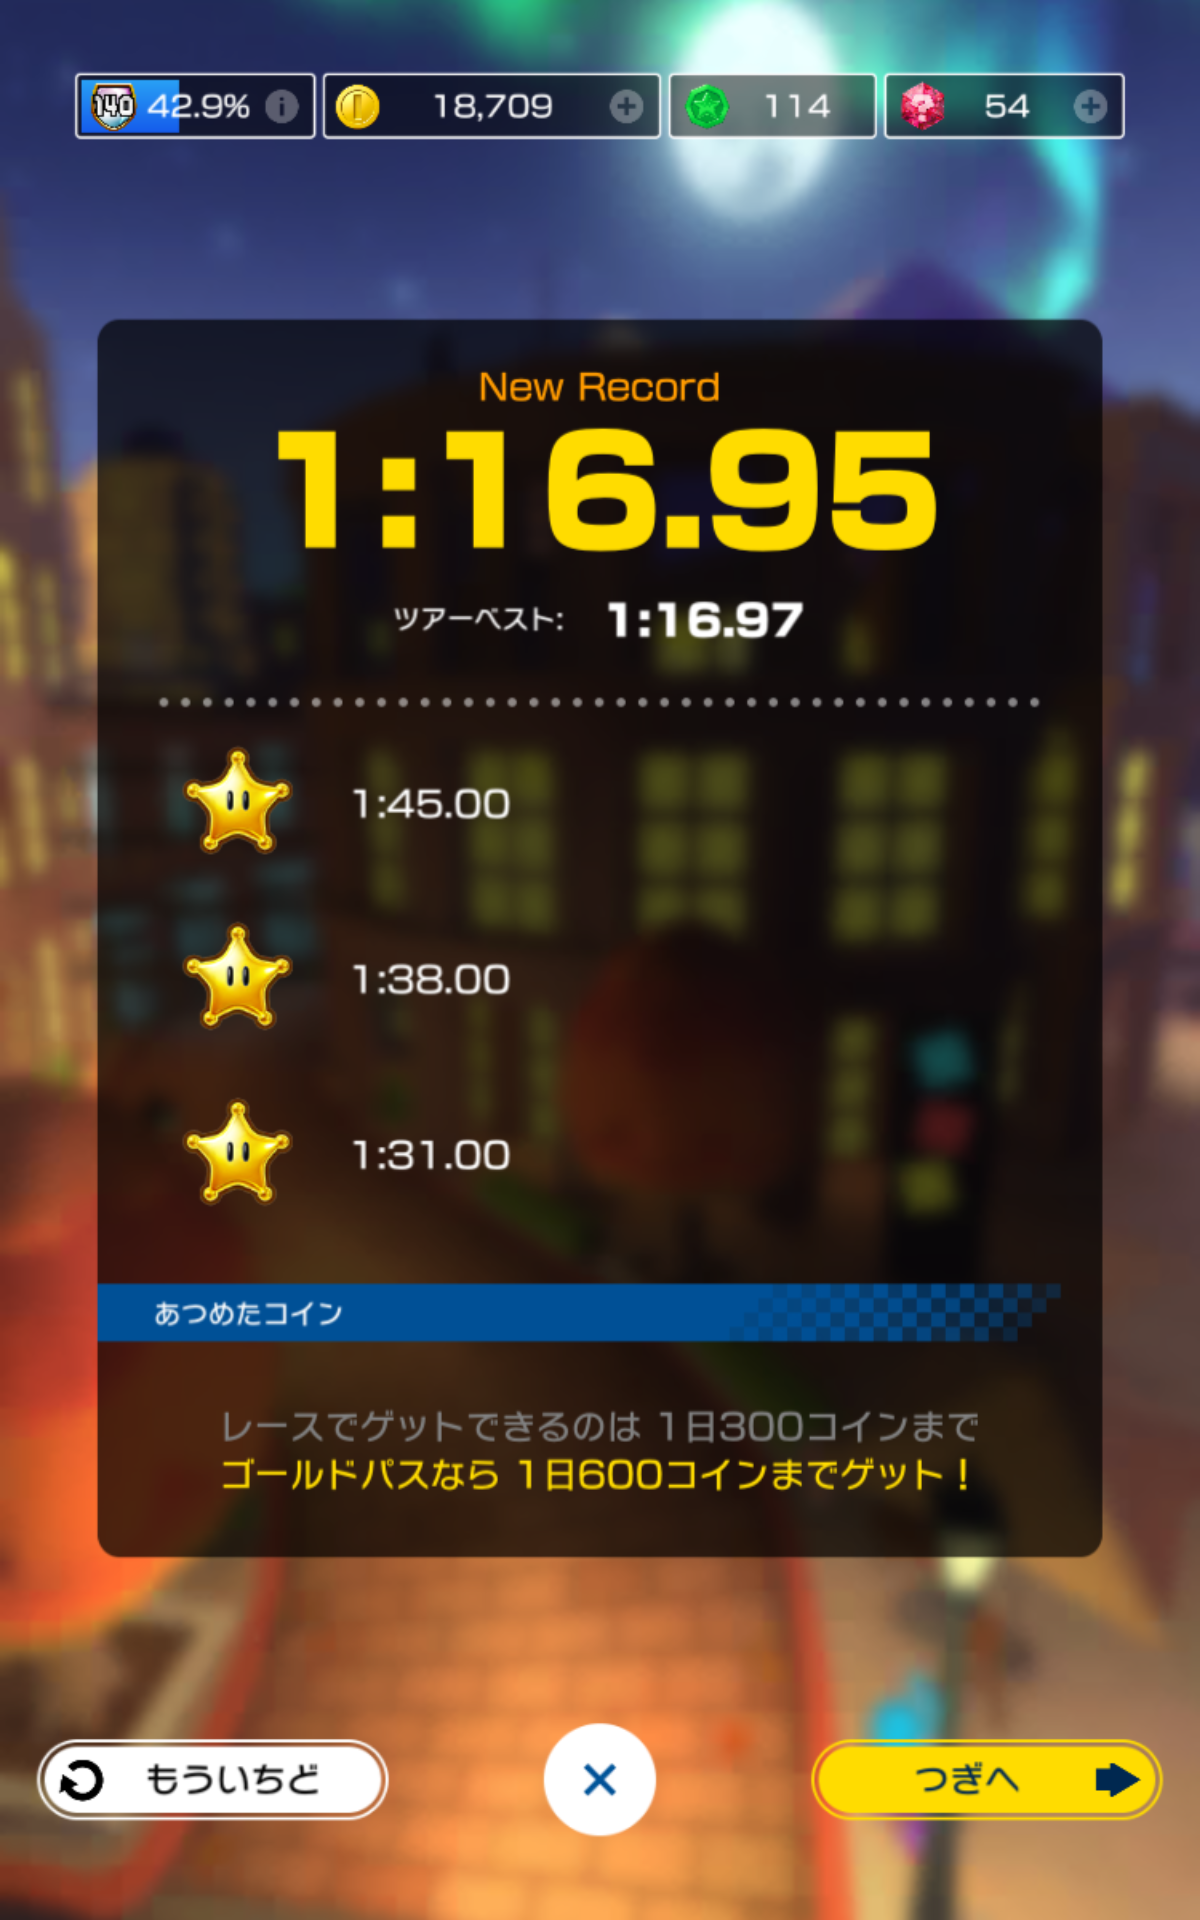 140 42.9% i 18,709 + 114 54 +
New Record
1:16.95
ツアーベスト: 1:16.97
1:45.00
1:38.00
1:31.00
あつめたコイン
レースでゲットできるのは 1日300コインまで
ゴールドパスなら 1日600コインまでゲット！
もういちど × つぎへ